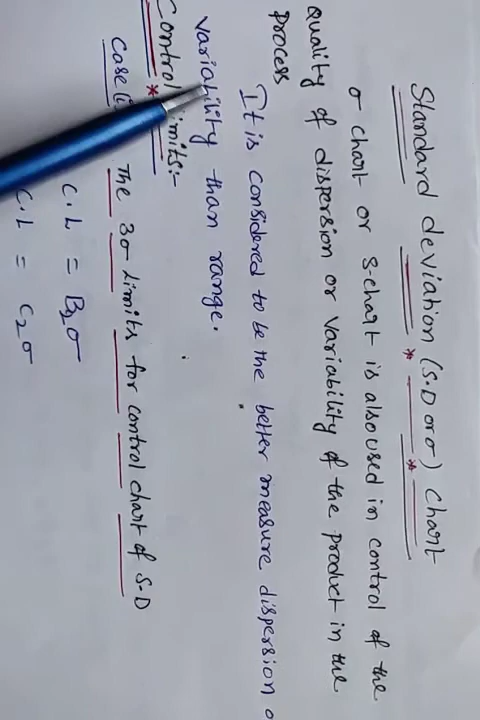 Standard deviation (S.D or σ) chart
σ chart or S-chart is also used in control of the
quality of dispersion or variability of the product in the
process
It is considered to be the better measure dispersion o
variability than range.
Control limits:-
Case (i) The 3σ limits for control chart of S.D
C.L = B₂σ
C.L = C₂σ